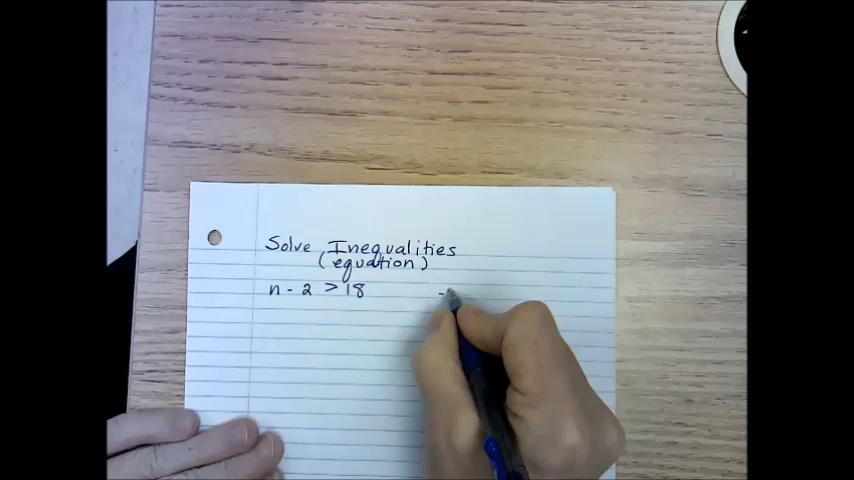 Solve Inequalities
(equation)
n - 2 > 18 -